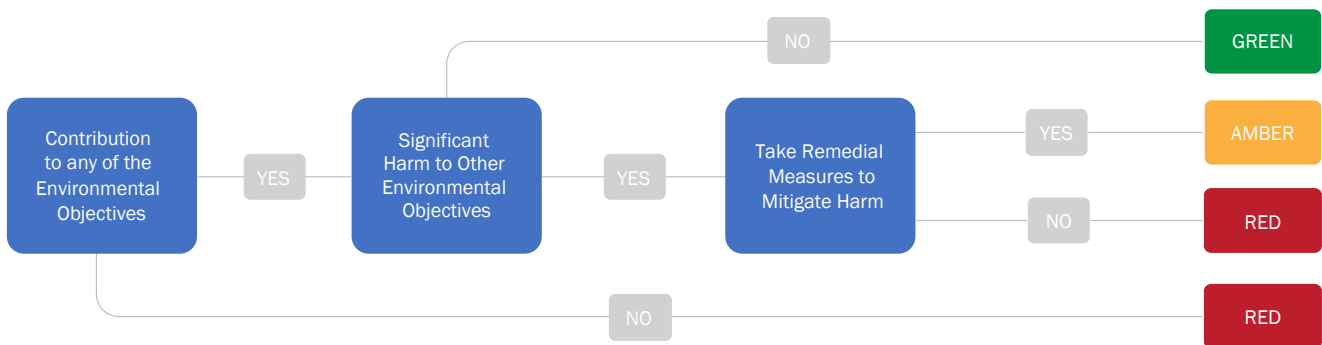 NO
GREEN
Contribution
to any of the
Environmental
Objectives
YES
Significant
Harm to Other
Environmental
Objectives
YES
Take Remedial
Measures to
Mitigate Harm
YES
AMBER
NO
RED
NO
RED